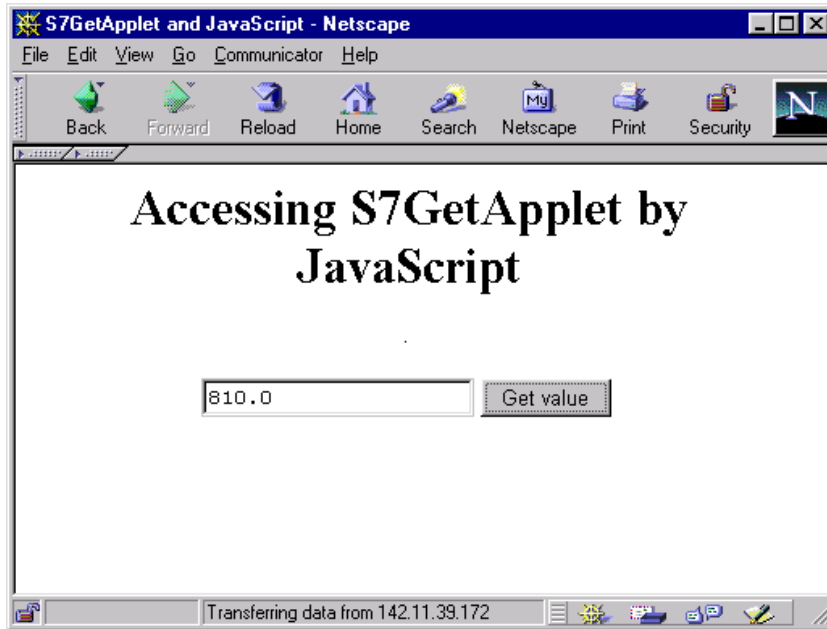 S7GetApplet and JavaScript - Netscape
File Edit View Go Communicator Help
Back Forward Reload Home Search Netscape Print Security
My
N
Accessing S7GetApplet by
JavaScript
.
810.0 Get value
Transferring data from 142.11.39.172